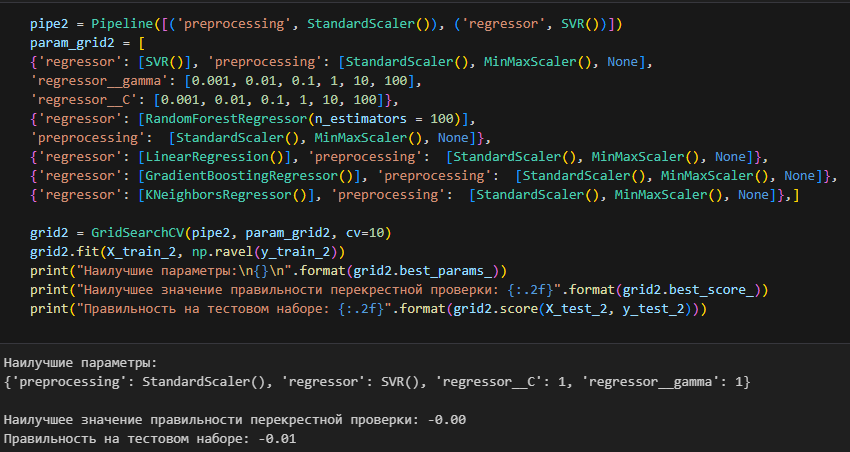 pipe2 = Pipeline([('preprocessing', StandardScaler()), ('regressor', SVR())])
param_grid2 = [
{'regressor': [SVR()], 'preprocessing': [StandardScaler(), MinMaxScaler(), None],
'regressor__gamma': [0.001, 0.01, 0.1, 1, 10, 100],
'regressor__C': [0.001, 0.01, 0.1, 1, 10, 100]},
{'regressor': [RandomForestRegressor(n_estimators = 100)],
'preprocessing':  [StandardScaler(), MinMaxScaler(), None]},
{'regressor': [LinearRegression()], 'preprocessing':  [StandardScaler(), MinMaxScaler(), None]},
{'regressor': [GradientBoostingRegressor()], 'preprocessing':  [StandardScaler(), MinMaxScaler(), None]},
{'regressor': [KNeighborsRegressor()], 'preprocessing':  [StandardScaler(), MinMaxScaler(), None]},]
grid2 = GridSearchCV(pipe2, param_grid2, cv=10)
grid2.fit(X_train_2, np.ravel(y_train_2))
print("Наилучшие параметры:\n{}\n".format(grid2.best_params_))
print("Наилучшее значение правильности перекрестной проверки: {:.2f}".format(grid2.best_score_))
print("Правильность на тестовом наборе: {:.2f}".format(grid2.score(X_test_2, y_test_2)))
Наилучшие параметры:
{'preprocessing': StandardScaler(), 'regressor': SVR(), 'regressor__C': 1, 'regressor__gamma': 1}
Наилучшее значение правильности перекрестной проверки: -0.00
Правильность на тестовом наборе: -0.01